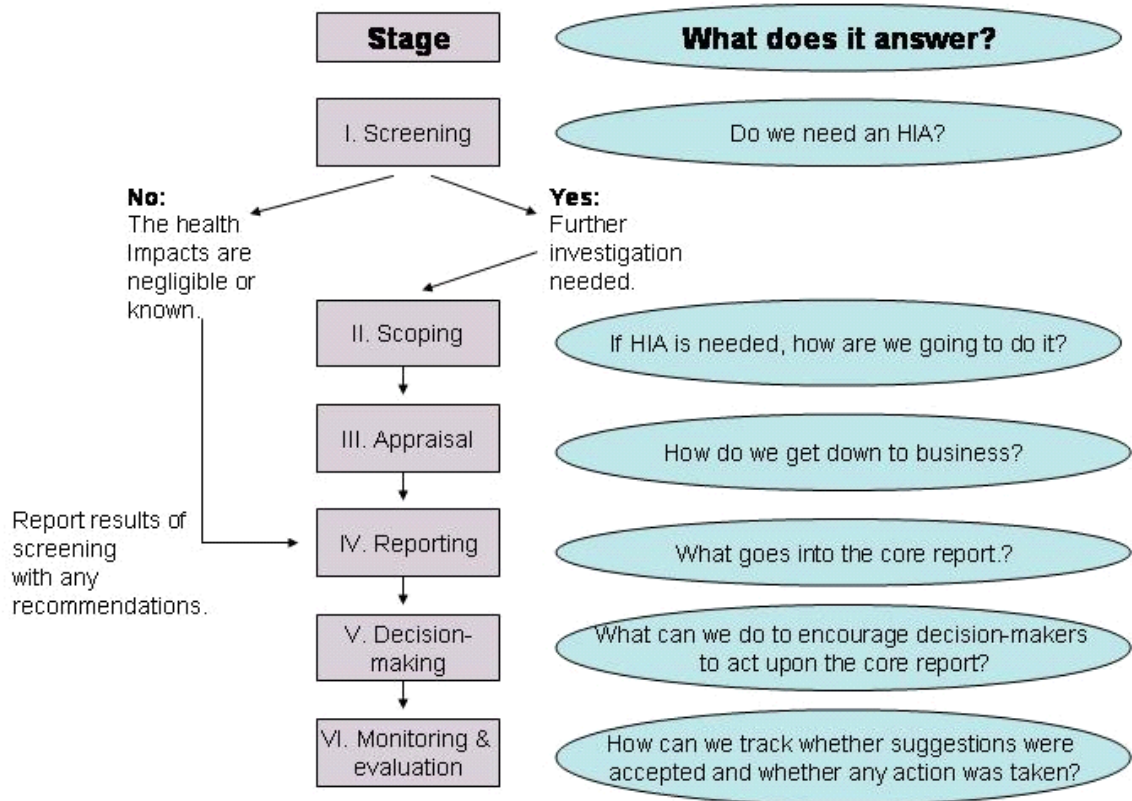 Stage
What does it answer?
I. Screening
Do we need an HIA?
No:
The health
Impacts are
negligible or
known.
Yes:
Further
investigation
needed.
II. Scoping
If HIA is needed, how are we going to do it?
III. Appraisal
How do we get down to business?
Report results of
screening
with any
recommendations.
IV. Reporting
What goes into the core report.?
V. Decision-
making
What can we do to encourage decision-makers
to act upon the core report?
VI. Monitoring &
evaluation
How can we track whether suggestions were
accepted and whether any action was taken?